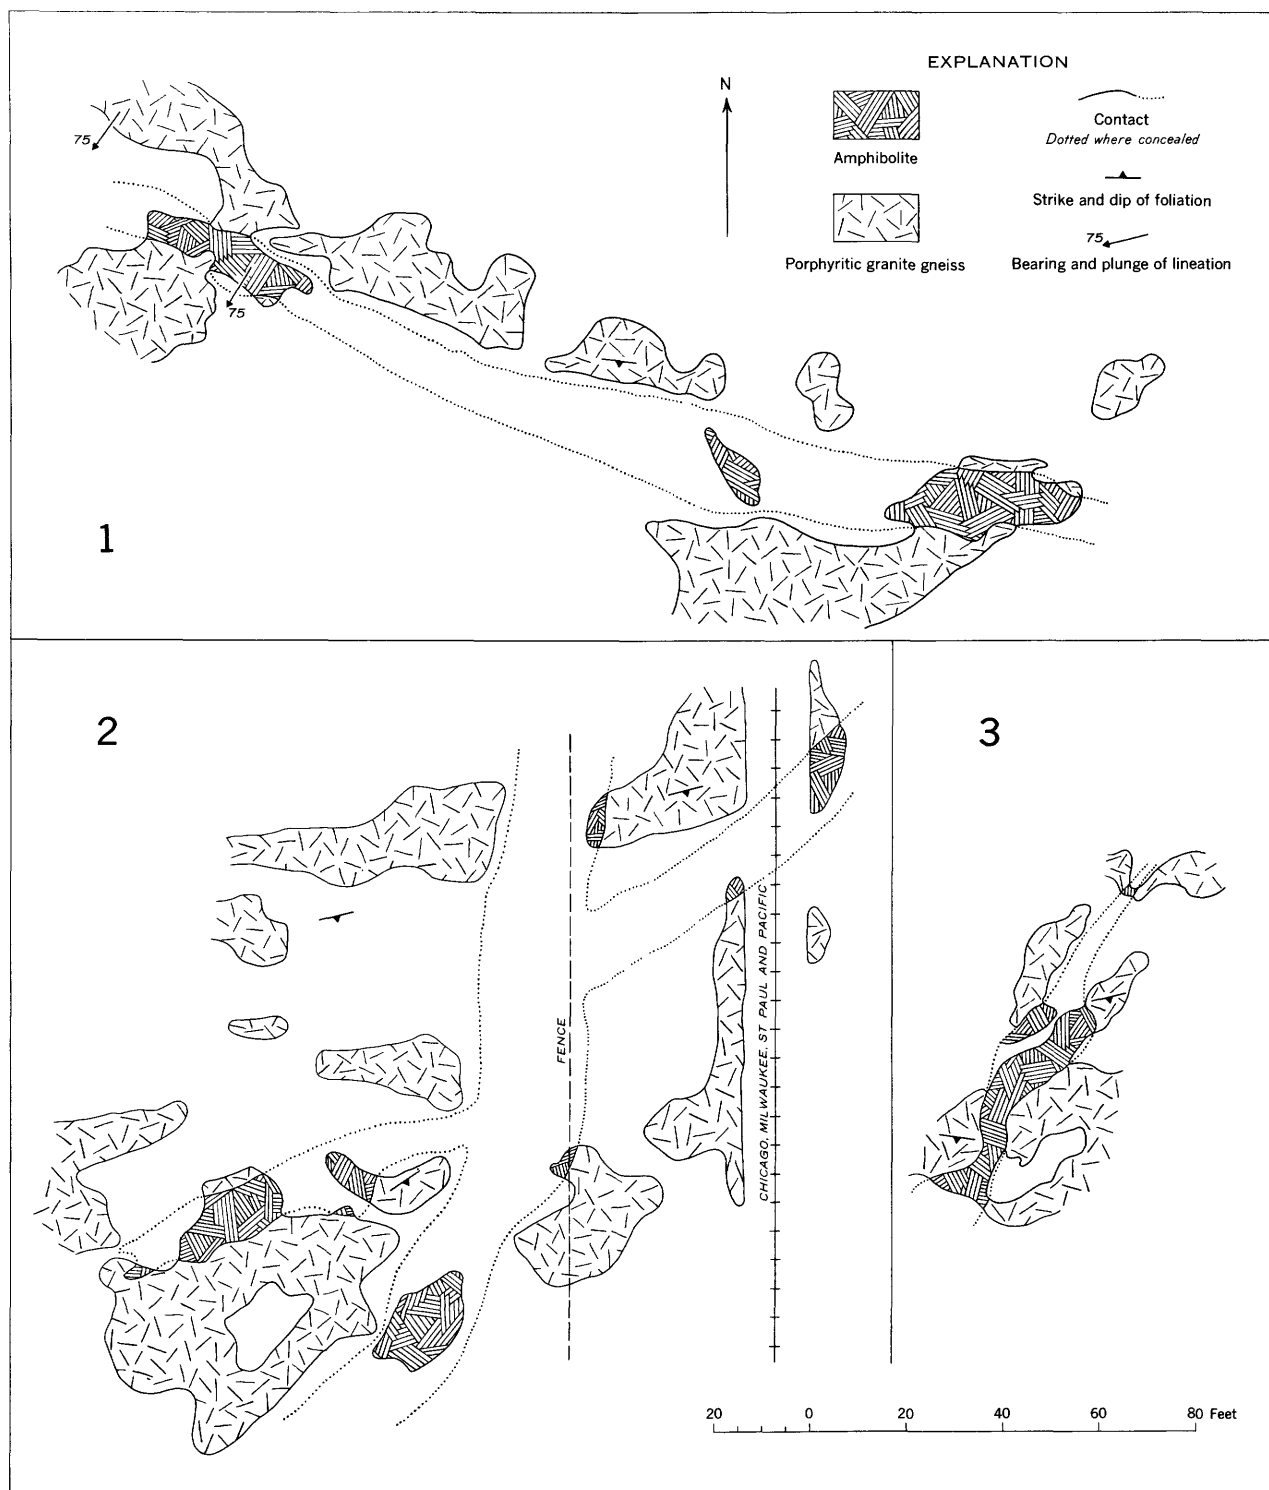 EXPLANATION
N
Amphibolite
Contact
Dotted where concealed
Porphyritic granite gneiss
Strike and dip of foliation
75
Bearing and plunge of lineation
75
75
1
2
FENCE
CHICAGO, MILWAUKEE, ST PAUL AND PACIFIC
3
20 0 20 40 60 80 Feet